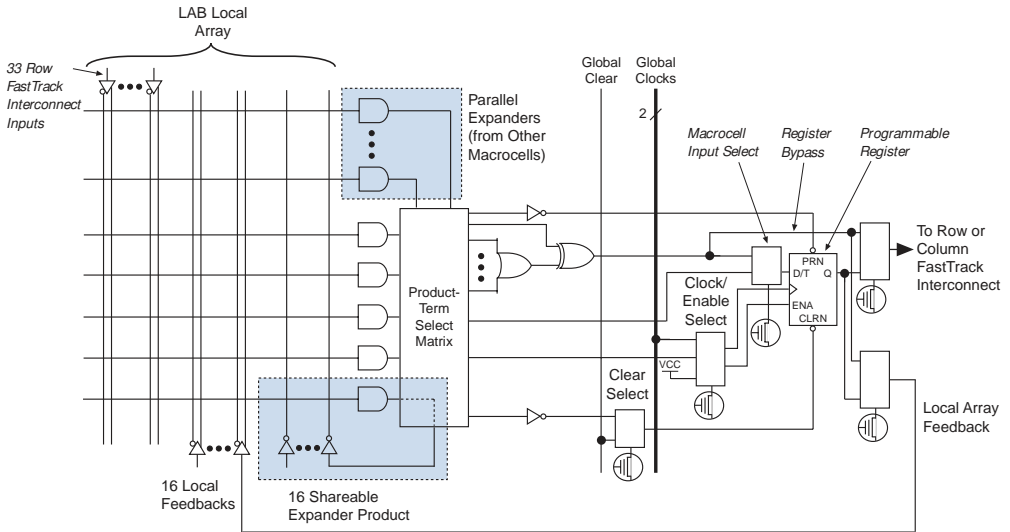 LAB Local
Array
33 Row
FastTrack
Interconnect
Inputs
Parallel
Expanders
(from Other
Macrocells)
Global
Clear
Global
Clocks
2
Macrocell
Input Select
Register
Bypass
Programmable
Register
To Row or
Column
FastTrack
Interconnect
PRN
D/T Q
ENA
CLRN
Clock/
Enable
Select
Product-
Term
Select
Matrix
VCC
Clear
Select
Local Array
Feedback
16 Local
Feedbacks
16 Shareable
Expander Product